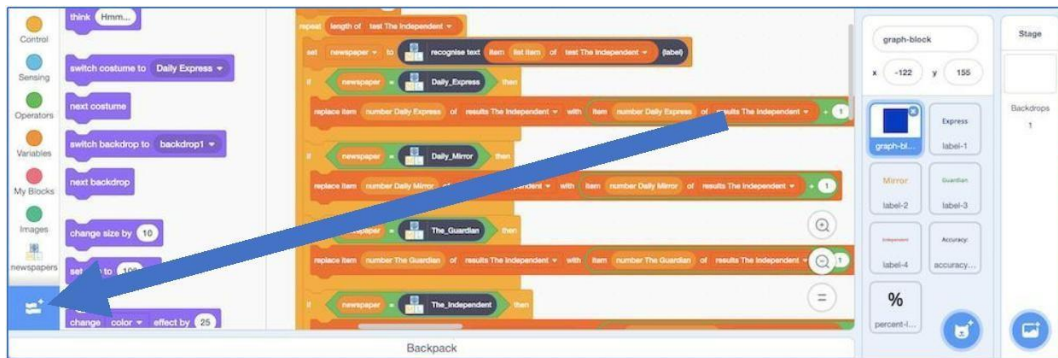 Control
Sensing
Operators
Variables
My Blocks
Images
newspapers
think Hmm...
switch costume to Daily Express
next costume
switch backdrop to backdrop1
next backdrop
change size by 10
to 100
change color effect by 25
repeat length of test The Independent
set newspaper to recognise text item list item of test The Independent (label)
if newspaper = Daily_Express then
replace item number Daily Express of results The Independent with item number Daily Express of results The Independent + 1
if newspaper = Daily_Mirror then
replace item number Daily Mirror of with item number Daily Mirror of results The Independent + 1
if newspaper = The_Guardian then
replace item number The Guardian of results The Independent with item number The Guardian of results The Independent
if newspaper = The_Independent then
Backpack
graph-block
x -122 y 155
graph-bl...
Express
label-1
Mirror
label-2
Guardian
label-3
Independent
label-4
Accuracy:
accuracy...
%
percent-l...
Stage
Backdrops
1